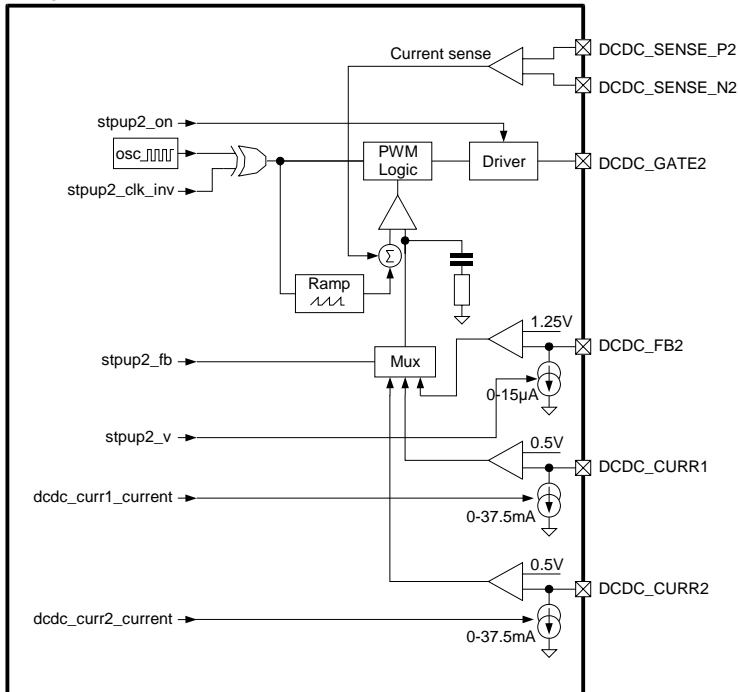 Current sense
DCDC_SENSE_P2
DCDC_SENSE_N2
stpup2_on
osc
PWM
Logic
Driver
DCDC_GATE2
stpup2_clk_inv
Σ
Ramp
1.25V
stpup2_fb
Mux
DCDC_FB2
0-15µA
stpup2_v
0.5V
DCDC_CURR1
dcdc_curr1_current
0-37.5mA
0.5V
DCDC_CURR2
dcdc_curr2_current
0-37.5mA